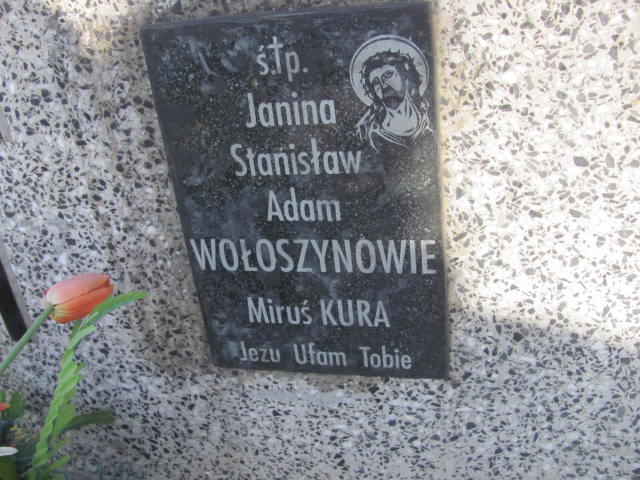 ś.†p.
Janina
Stanisław
Adam
WOŁOSZYNOWIE
Miruś KURA
Jezu Ufam Tobie